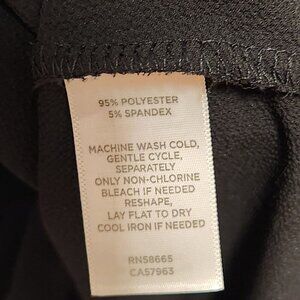 95% POLYESTER
5% SPANDEX
MACHINE WASH COLD,
GENTLE CYCLE,
SEPARATELY
ONLY NON-CHLORINE
BLEACH IF NEEDED
RESHAPE,
LAY FLAT TO DRY
COOL IRON IF NEEDED
RN58665
CA57963